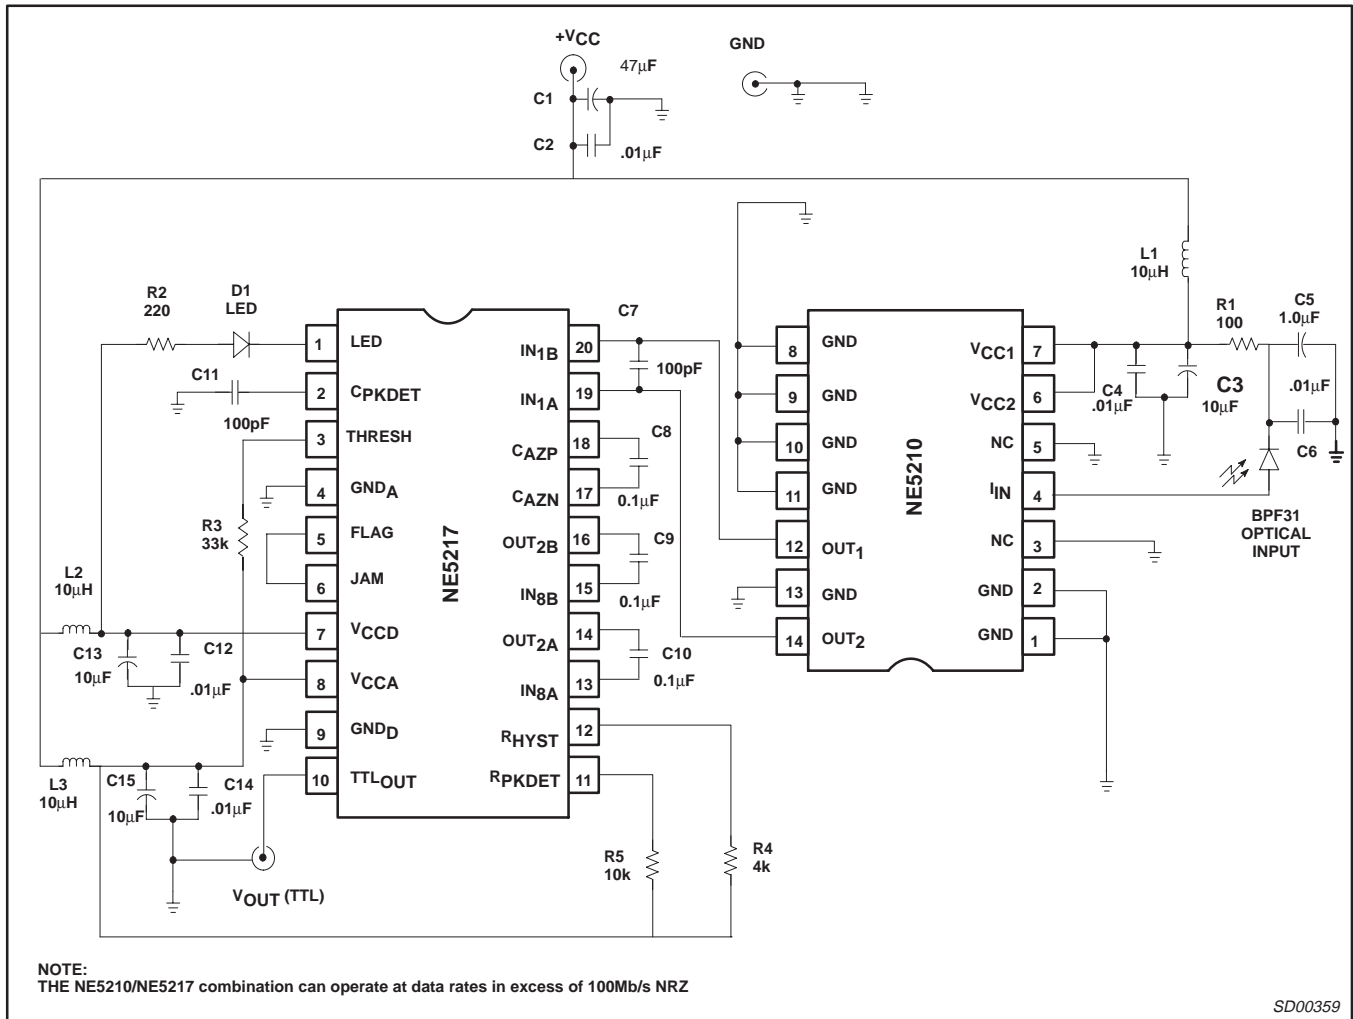 +VCC
GND
47µF
C1
C2
.01µF
L1
10µH
R2
220
D1
LED
C7
R1
100
C5
1.0µF
1
LED
IN1B
20
8
GND
VCC1
7
C11
100pF
.01µF
2
CPKDET
IN1A
19
9
GND
VCC2
6
C4
.01µF
C3
10µF
100pF
3
THRESH
CAZP
18
C8
10
GND
NC
5
C6
4
GNDA
CAZN
17
0.1µF
11
GND
IIN
4
R3
33k
5
FLAG
OUT2B
16
C9
12
OUT1
NC
3
BPF31
OPTICAL
INPUT
NE5217
NE5210
L2
10µH
6
JAM
IN8B
15
0.1µF
13
GND
GND
2
7
VCCD
OUT2A
14
14
OUT2
GND
1
C13
10µF
C12
.01µF
C10
0.1µF
8
VCCA
IN8A
13
9
GNDD
RHYST
12
L3
10µH
C15
10µF
C14
.01µF
10
TTLOUT
RPKDET
11
R5
10k
R4
4k
VOUT (TTL)
NOTE:
THE NE5210/NE5217 combination can operate at data rates in excess of 100Mb/s NRZ
SD00359